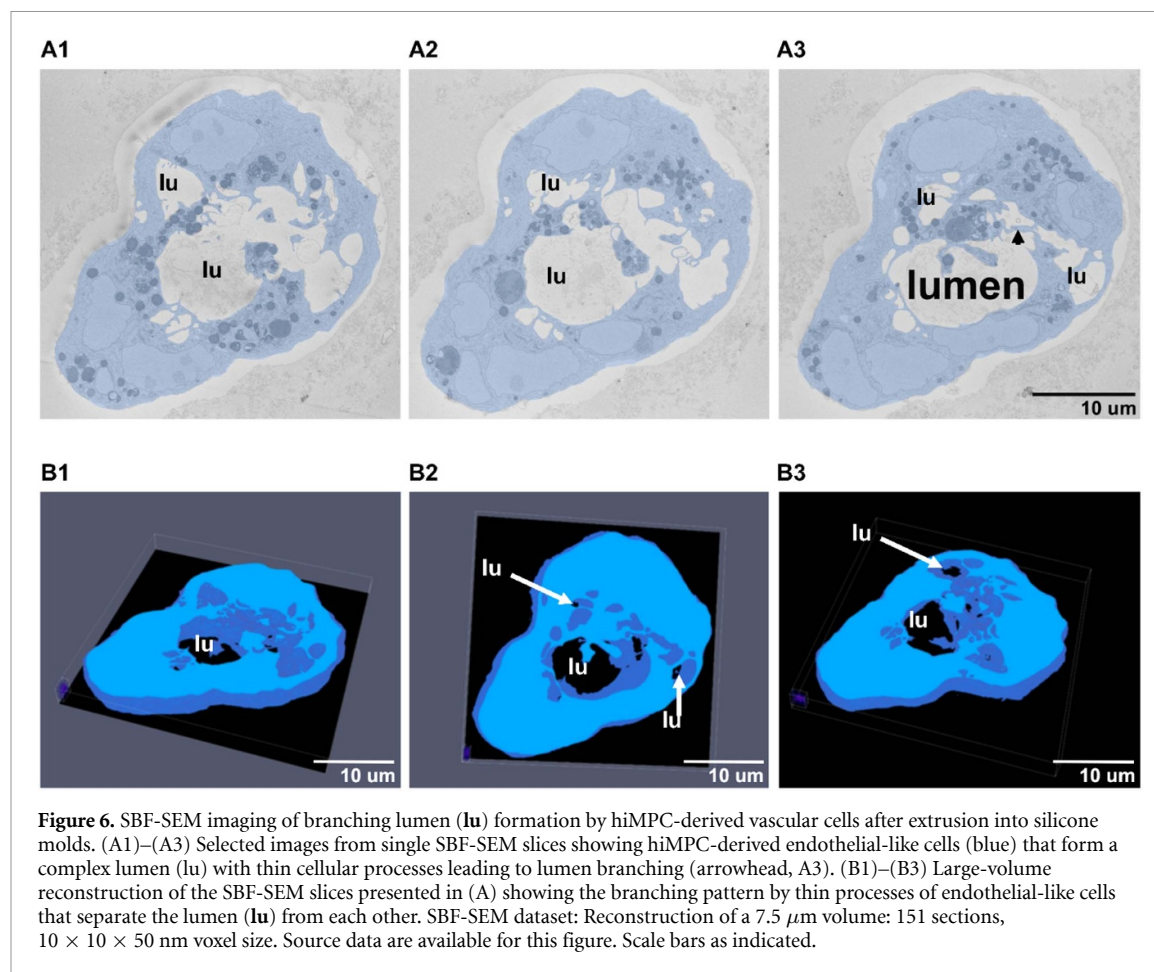 A1 A2 A3
lu lu lu
lu lu lumen lu
10 um
B1 B2 B3
lu lu lu
lu lu lu
lu
10 um 10 um 10 um
Figure 6. SBF-SEM imaging of branching lumen (lu) formation by hiMPC-derived vascular cells after extrusion into silicone
molds. (A1)–(A3) Selected images from single SBF-SEM slices showing hiMPC-derived endothelial-like cells (blue) that form a
complex lumen (lu) with thin cellular processes leading to lumen branching (arrowhead, A3). (B1)–(B3) Large-volume
reconstruction of the SBF-SEM slices presented in (A) showing the branching pattern by thin processes of endothelial-like cells
that separate the lumen (lu) from each other. SBF-SEM dataset: Reconstruction of a 7.5 μm volume: 151 sections,
10 × 10 × 50 nm voxel size. Source data are available for this figure. Scale bars as indicated.